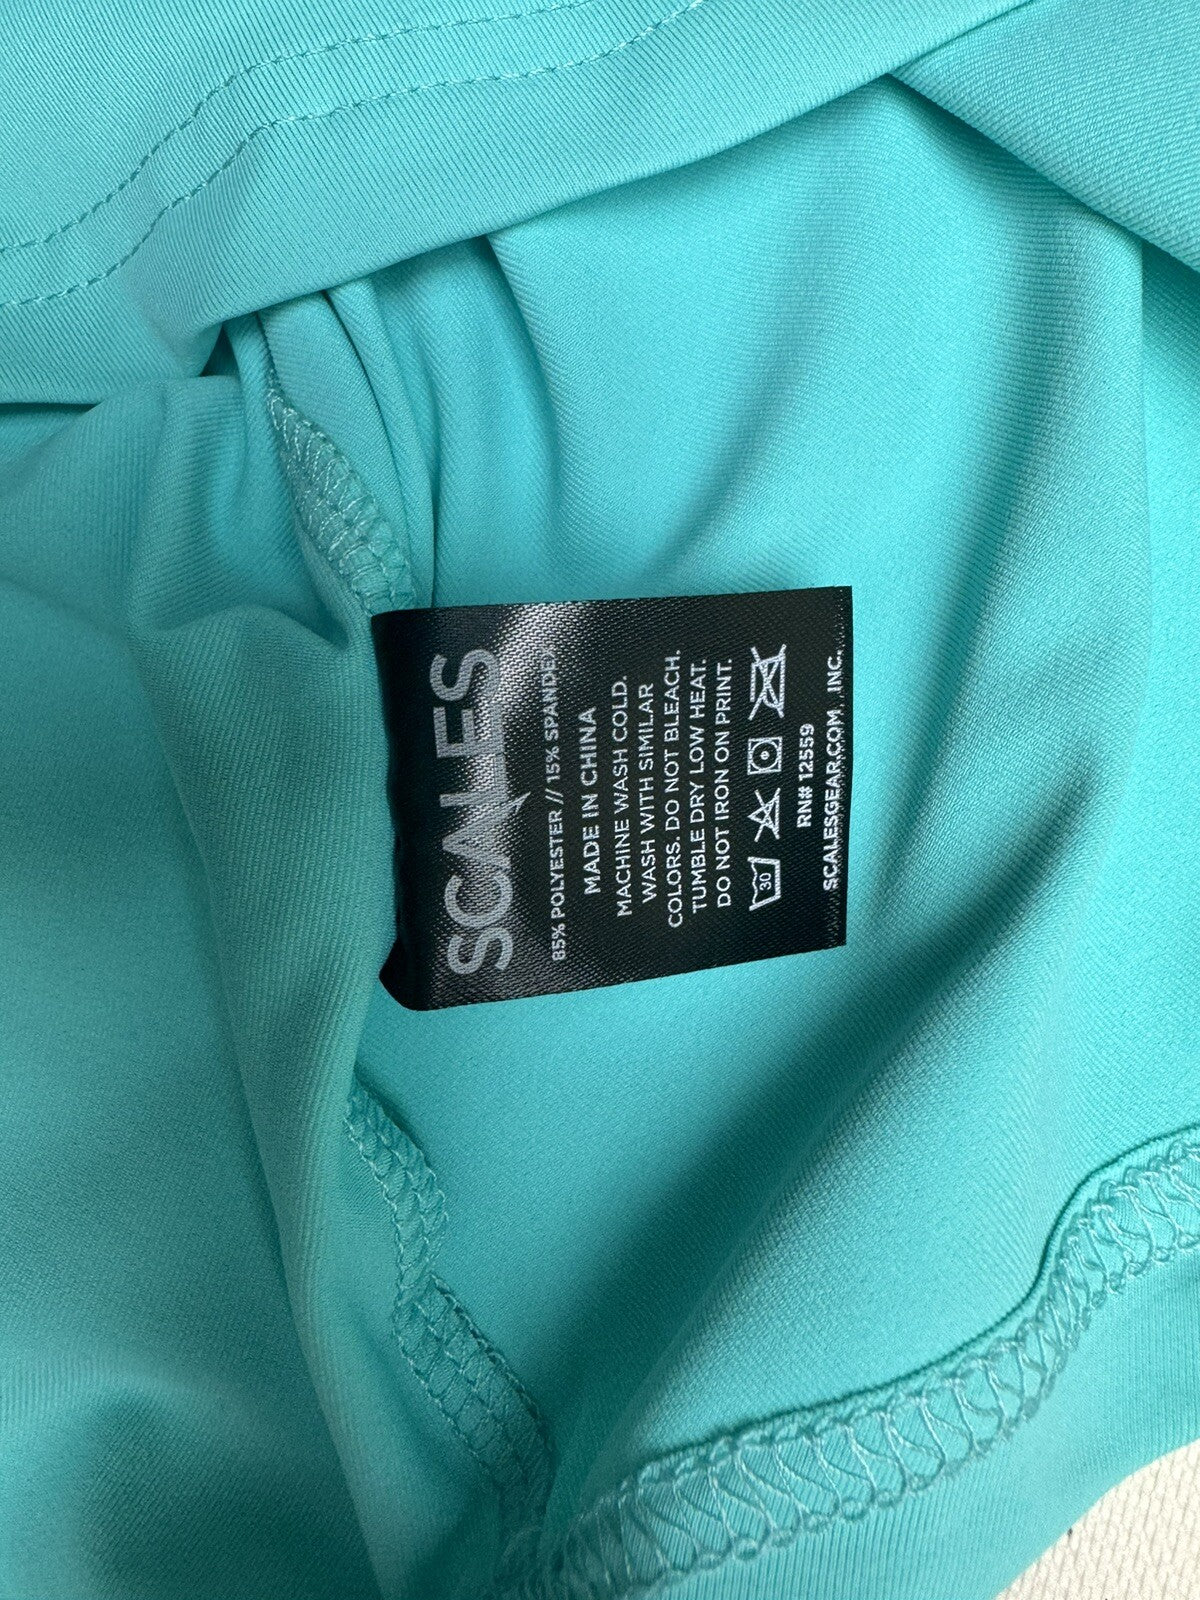 SCALES
85% POLYESTER // 15% SPANDEX
MADE IN CHINA
MACHINE WASH COLD.
WASH WITH SIMILAR
COLORS. DO NOT BLEACH.
TUMBLE DRY LOW HEAT.
DO NOT IRON ON PRINT.
30
RN# 12559
SCALESGEAR.COM, INC.